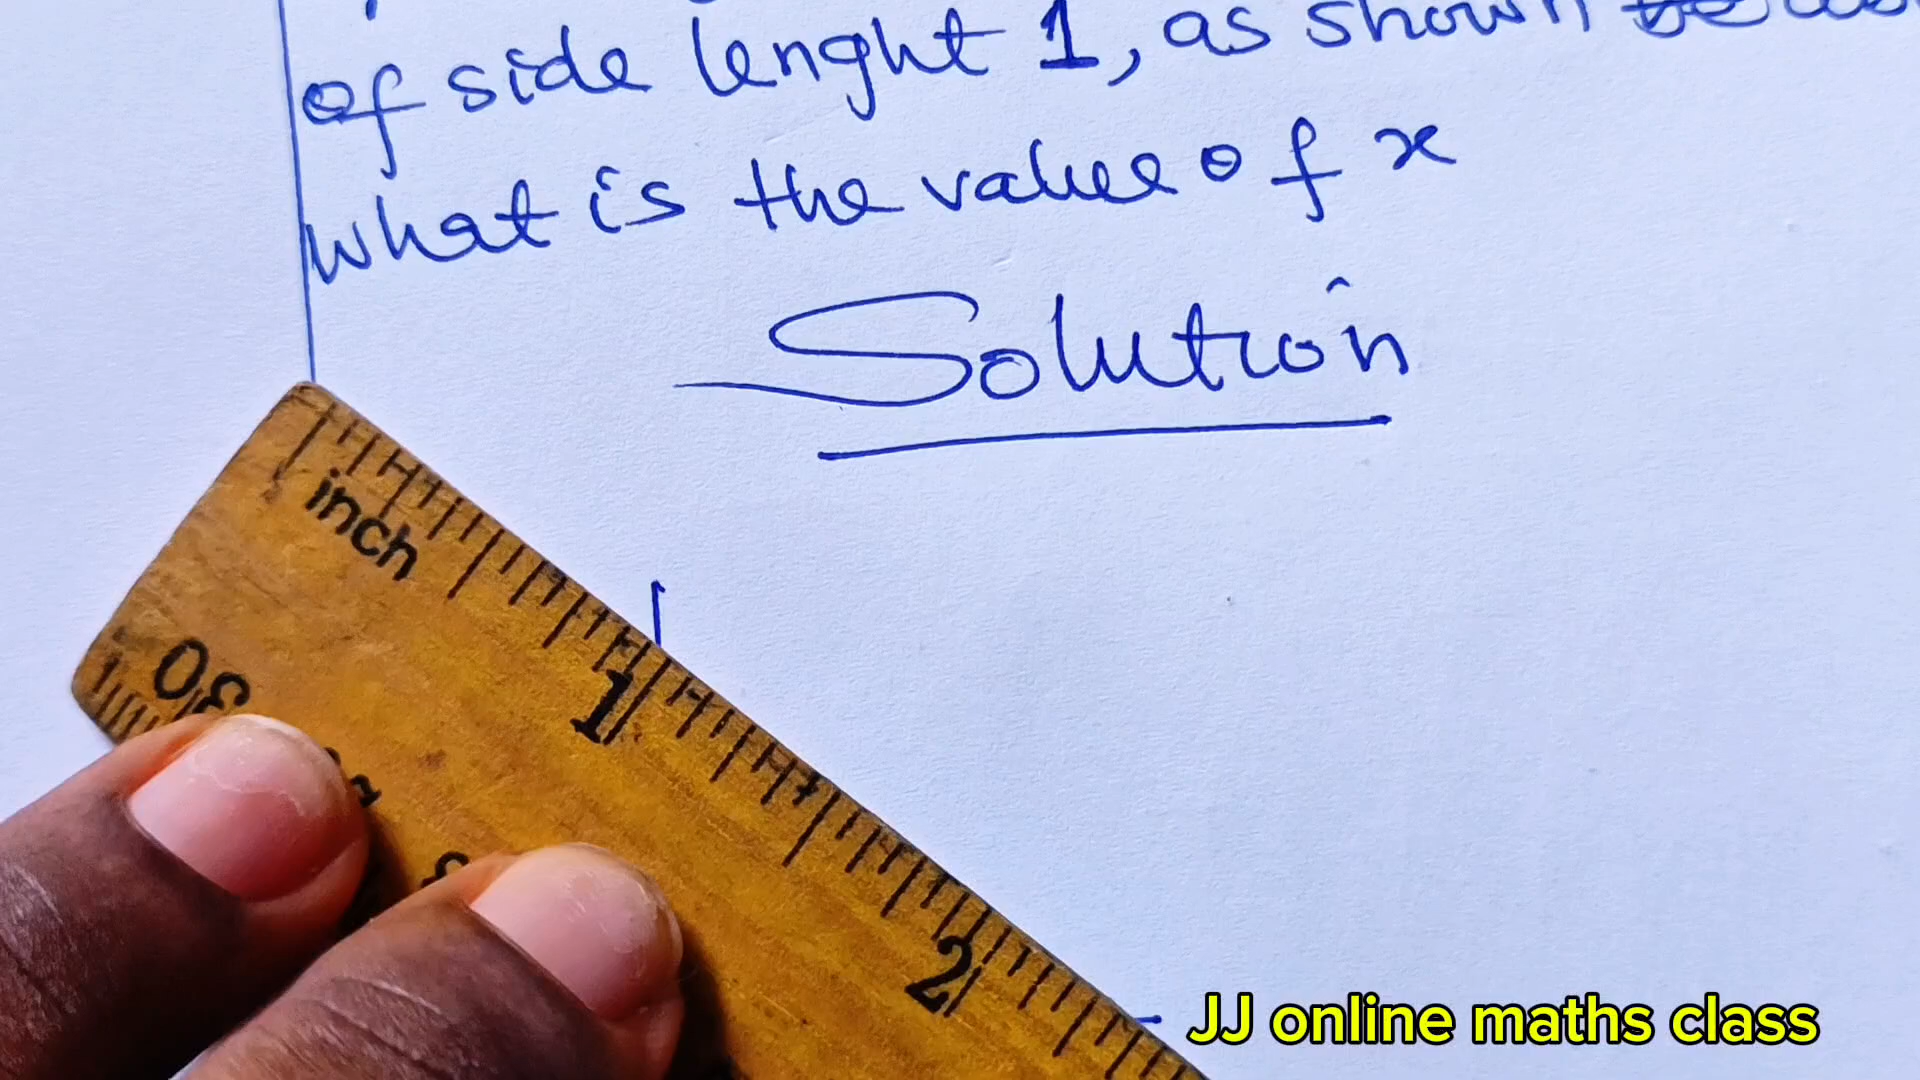 of side lenght 1, as shown
what is the value of x
Solution
inch
1
2
30
JJ online maths class